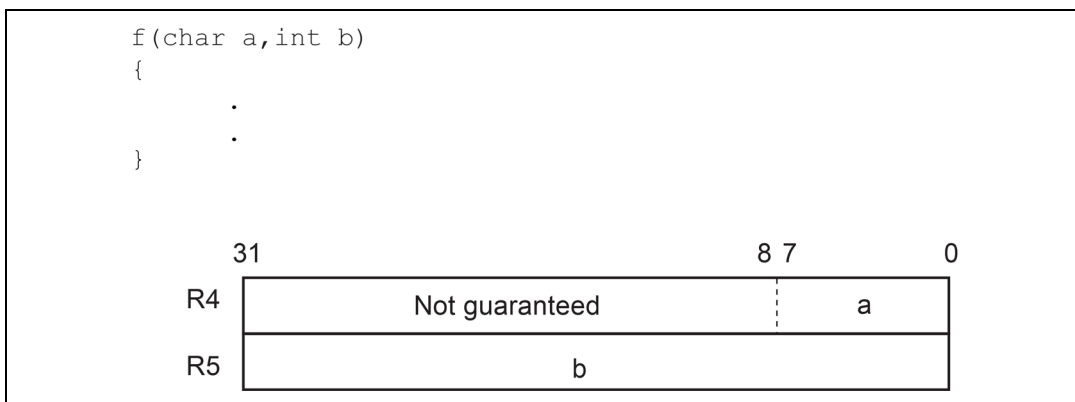 f(char a,int b)
{
.
.
}
31 8 7 0
R4 Not guaranteed a
R5 b